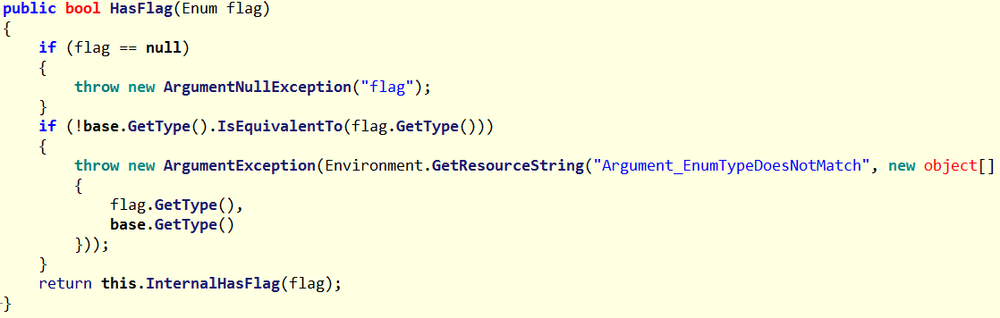 public bool HasFlag(Enum flag)
{
    if (flag == null)
    {
        throw new ArgumentNullException("flag");
    }
    if (!base.GetType().IsEquivalentTo(flag.GetType()))
    {
        throw new ArgumentException(Environment.GetResourceString("Argument_EnumTypeDoesNotMatch", new object[]
        {
            flag.GetType(),
            base.GetType()
        }));
    }
    return this.InternalHasFlag(flag);
}